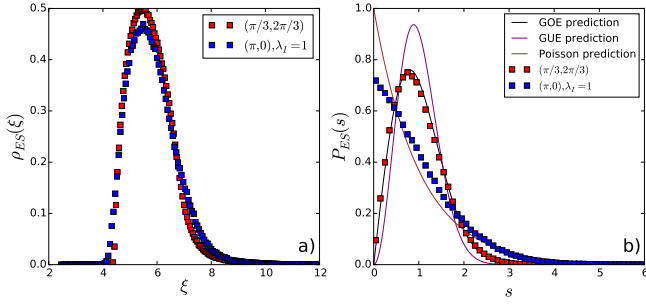 0.5
0.4
0.3
0.2
0.1
0.0
ρ_ES(ξ)
(π/3,2π/3)
(π,0),λ_I=1
a)
4 6 8 10 12
ξ
1.0
0.8
0.6
0.4
0.2
0.0
P_ES(s)
GOE prediction
GUE prediction
Poisson prediction
(π/3,2π/3)
(π,0),λ_I=1
b)
0 1 2 3 4 5 6
s